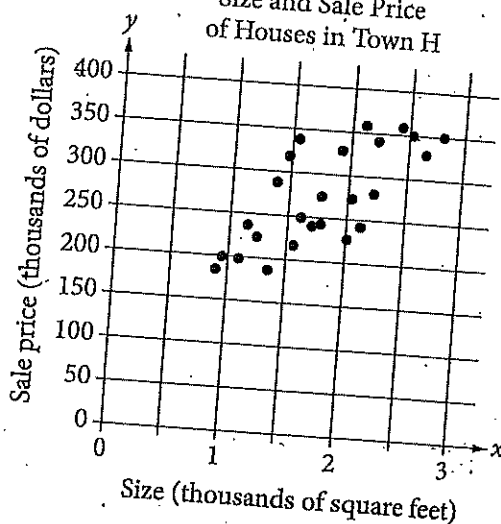 Size and Sale Price
of Houses in Town H
y
Sale price (thousands of dollars)
400
350
300
250
200
150
100
50
0
0
1
2
3
x
Size (thousands of square feet)